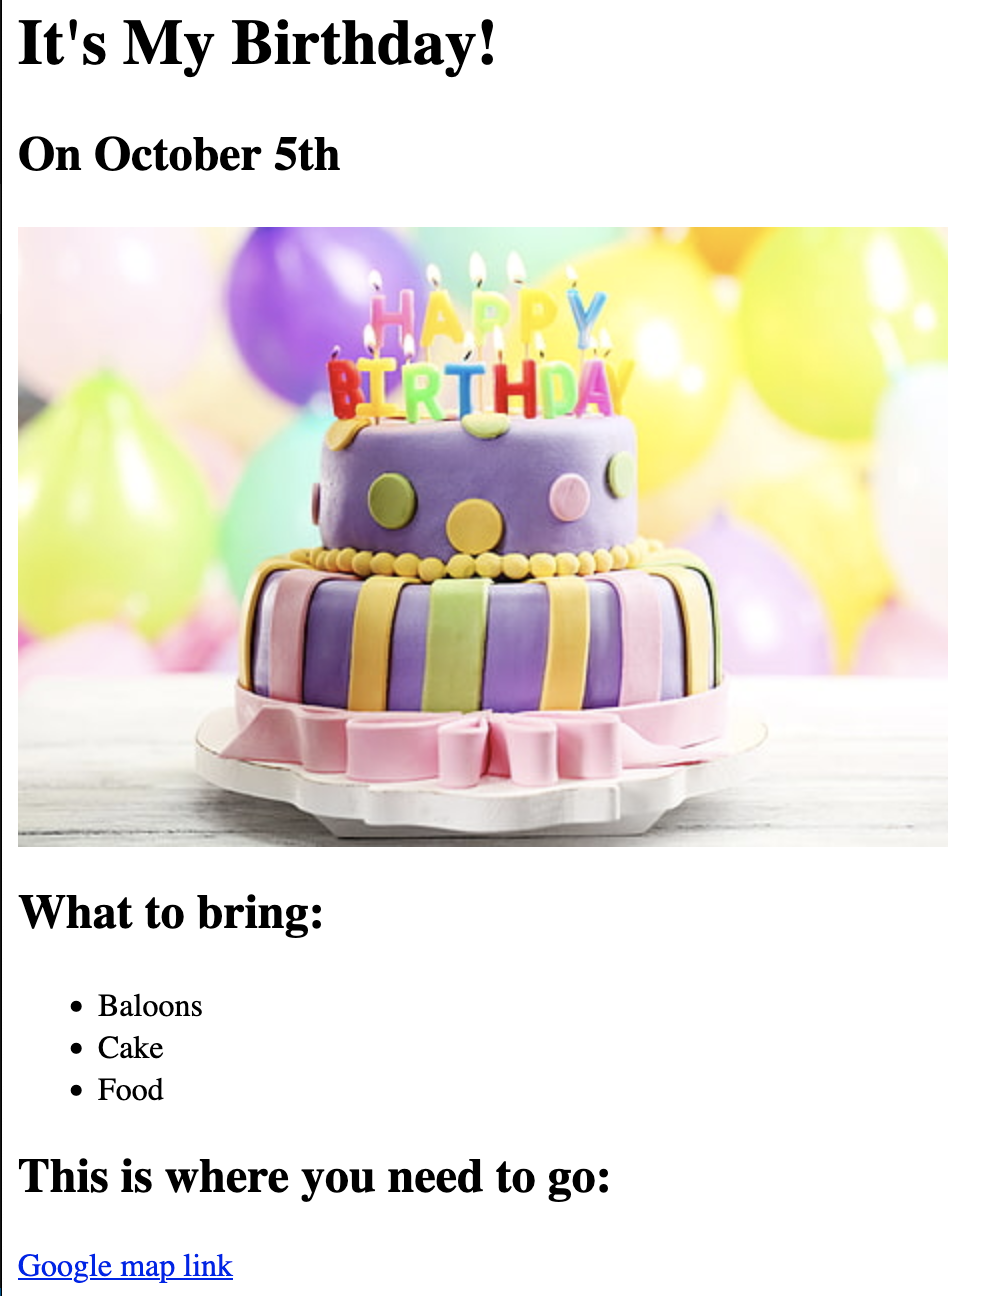 It's My Birthday!
On October 5th
HAPPY
BIRTHDAY
What to bring:
Baloons
Cake
Food
This is where you need to go:
Google map link